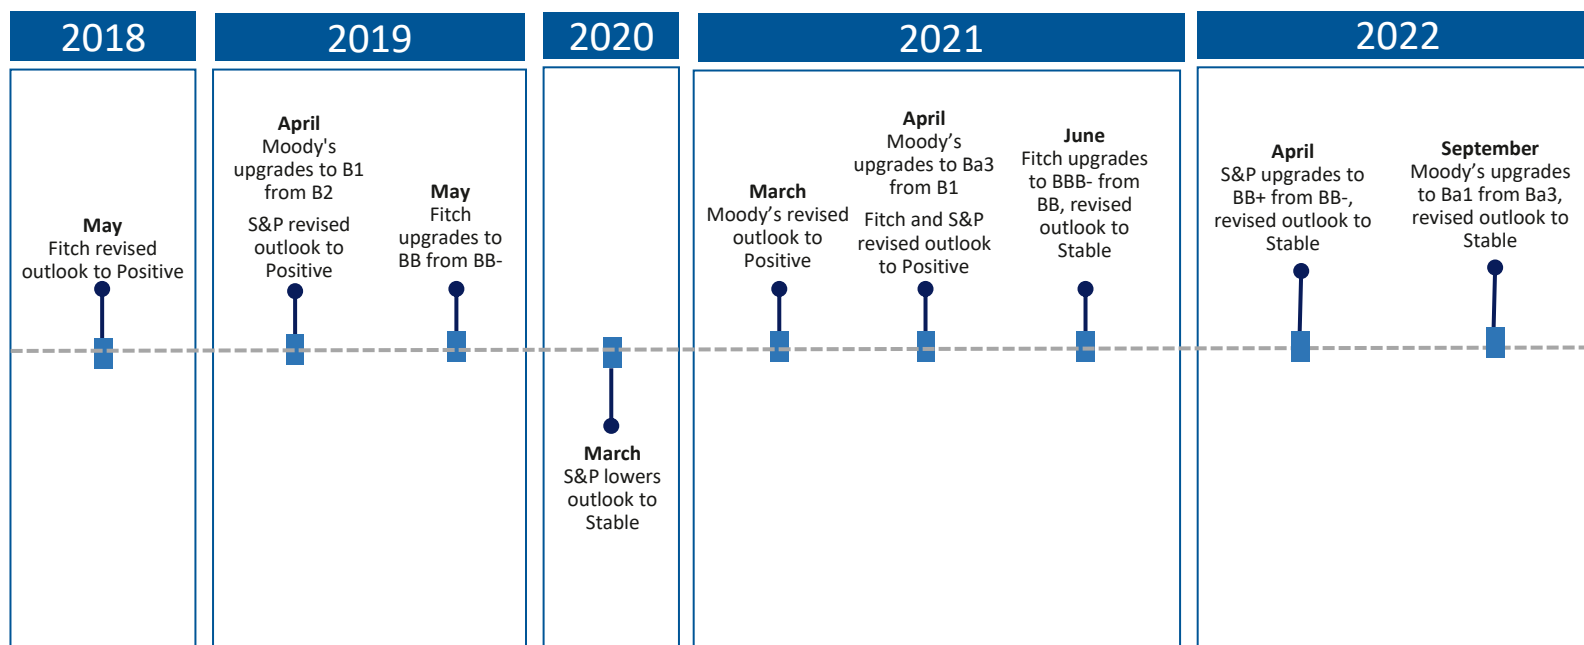 2018
2019
2020
2021
2022
May
Fitch revised
outlook to Positive
April
Moody's
upgrades to B1
from B2
S&P revised
outlook to
Positive
May
Fitch
upgrades to
BB from BB-
March
S&P lowers
outlook to
Stable
March
Moody’s revised
outlook to
Positive
April
Moody’s
upgrades to Ba3
from B1
Fitch and S&P
revised outlook
to Positive
June
Fitch upgrades
to BBB- from
BB, revised
outlook to
Stable
April
S&P upgrades to
BB+ from BB-,
revised outlook to
Stable
September
Moody’s upgrades
to Ba1 from Ba3,
revised outlook to
Stable